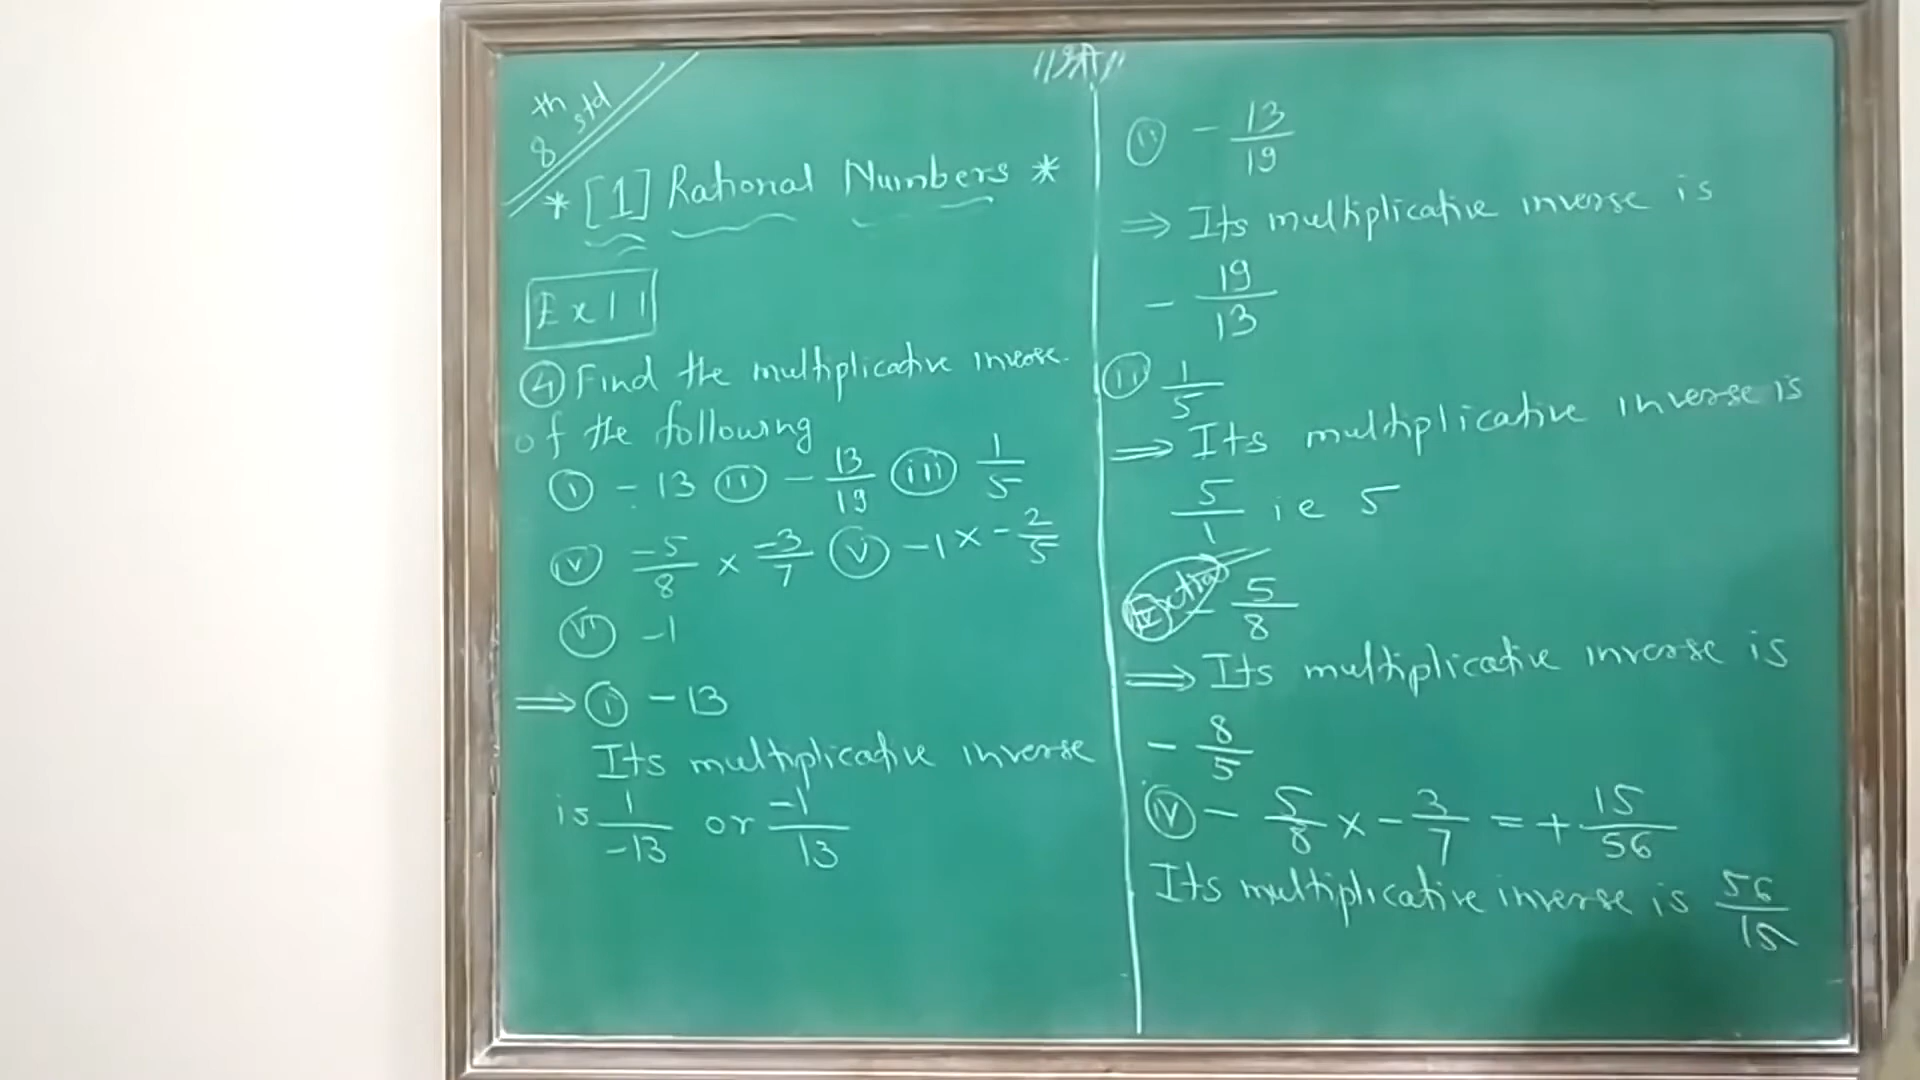 8th std
* [1] Rational Numbers *
Ex 1 1
④ Find the multiplicative inverse.
of the following
ⓘ - 13 ⓘⓘ - 13/19 ⓘⓘⓘ 1/5
ⓘⓥ -5/8 × -3/7 ⓥ -1 × - 2/5
ⓥⓘ -1
⟹ ⓘ - 13
Its multiplicative inverse
is 1/-13 or -1/13
ⓘⓘ - 13/19
⟹ Its multiplicative inverse is
- 19/13
ⓘⓘⓘ 1/5
⟹ Its multiplicative inverse is
5/1 ie 5
ⓘⓥ Extra - 5/8
⟹ Its multiplicative inverse is
- 8/5
ⓘⓥ - 5/8 × - 3/7 = + 15/56
Its multiplicative inverse is 56/15